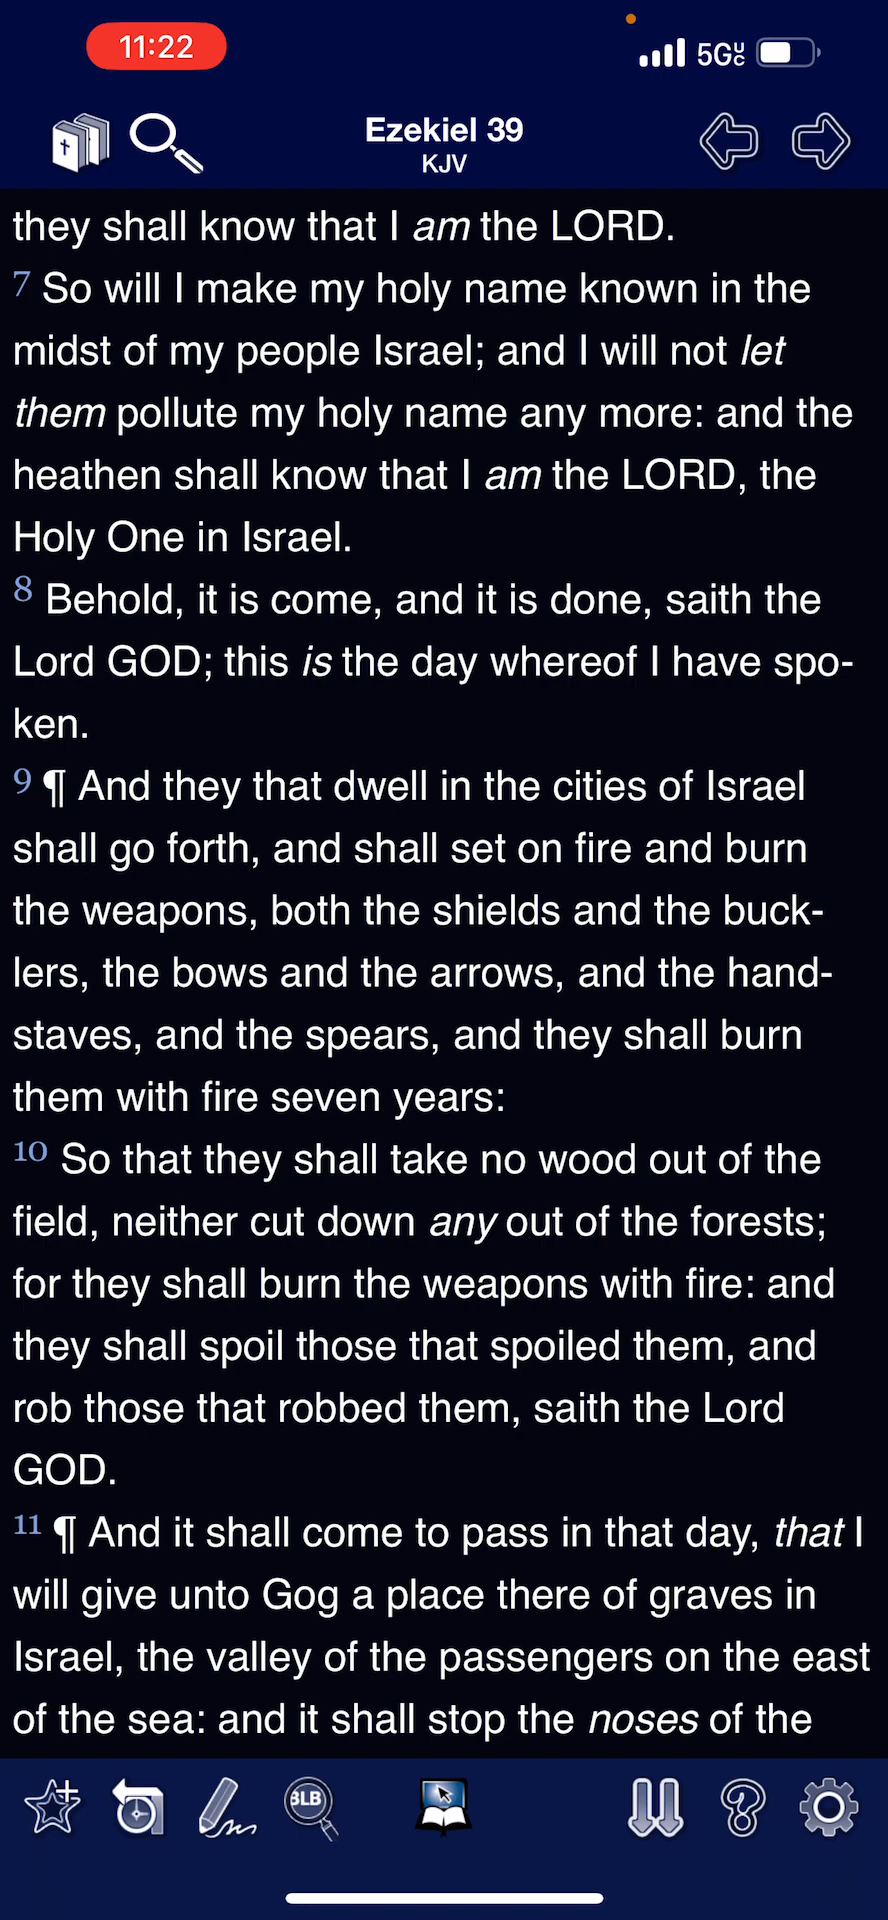 11:22
5G UC
Ezekiel 39
KJV
they shall know that I am the LORD.
7 So will I make my holy name known in the
midst of my people Israel; and I will not let
them pollute my holy name any more: and the
heathen shall know that I am the LORD, the
Holy One in Israel.
8 Behold, it is come, and it is done, saith the
Lord GOD; this is the day whereof I have spo-
ken.
9 ¶ And they that dwell in the cities of Israel
shall go forth, and shall set on fire and burn
the weapons, both the shields and the buck-
lers, the bows and the arrows, and the hand-
staves, and the spears, and they shall burn
them with fire seven years:
10 So that they shall take no wood out of the
field, neither cut down any out of the forests;
for they shall burn the weapons with fire: and
they shall spoil those that spoiled them, and
rob those that robbed them, saith the Lord
GOD.
11 ¶ And it shall come to pass in that day, that I
will give unto Gog a place there of graves in
Israel, the valley of the passengers on the east
of the sea: and it shall stop the noses of the
BLB